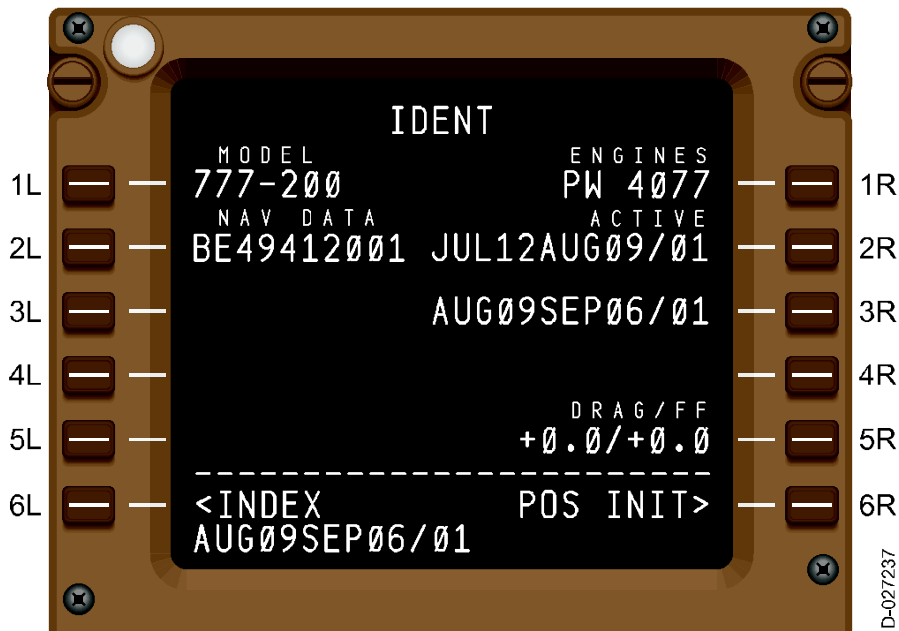 IDENT
MODEL ENGINES
1L 777-200 PW 4077 1R
NAV DATA ACTIVE
2L BE49412001 JUL12AUG09/01 2R
3L AUG09SEP06/01 3R
4L 4R
DRAG/FF
5L +0.0/+0.0 5R
6L <INDEX POS INIT> 6R
AUG09SEP06/01
D-027237